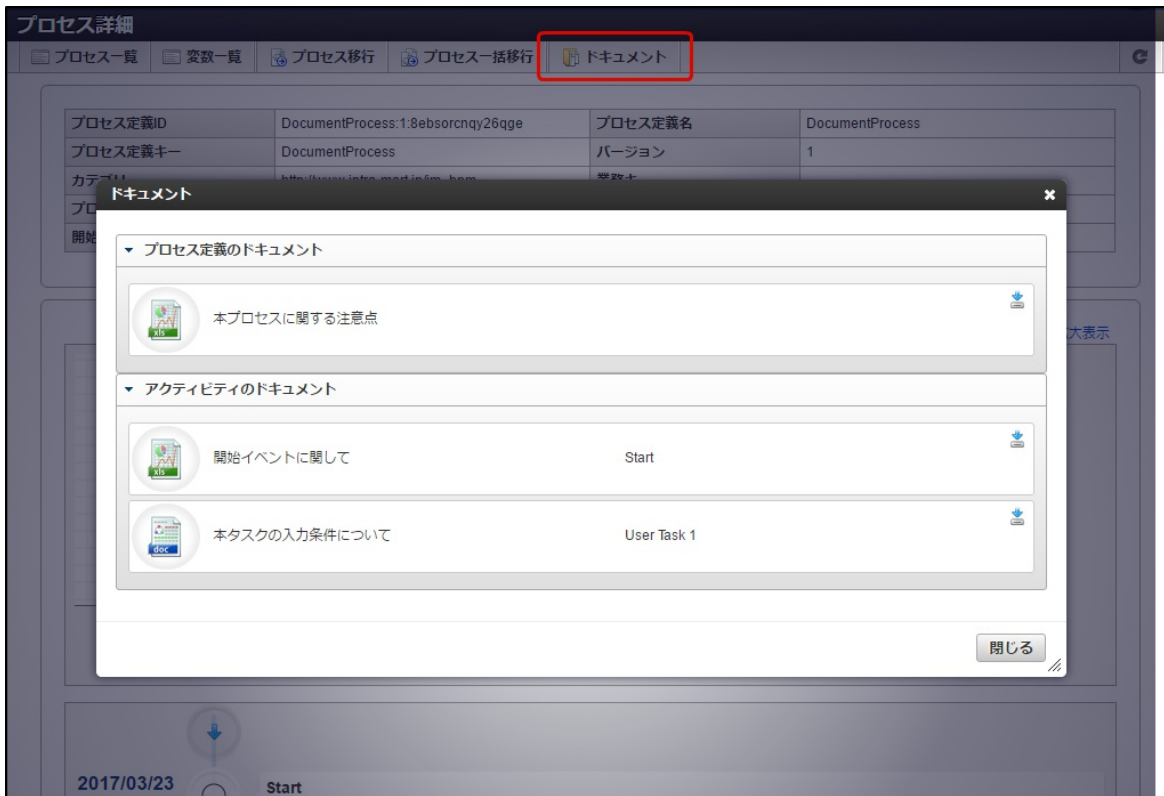 プロセス詳細
プロセス一覧 変数一覧 プロセス移行 プロセス一括移行 ドキュメント
プロセス定義ID DocumentProcess:1:8ebsorcnqy26qge プロセス定義名 DocumentProcess
プロセス定義キー DocumentProcess バージョン 1
カテゴリ
プロ
開始
ドキュメント
プロセス定義のドキュメント
xls 本プロセスに関する注意点
大表示
アクティビティのドキュメント
xls 開始イベントに関して Start
doc 本タスクの入力条件について User Task 1
閉じる
2017/03/23 Start